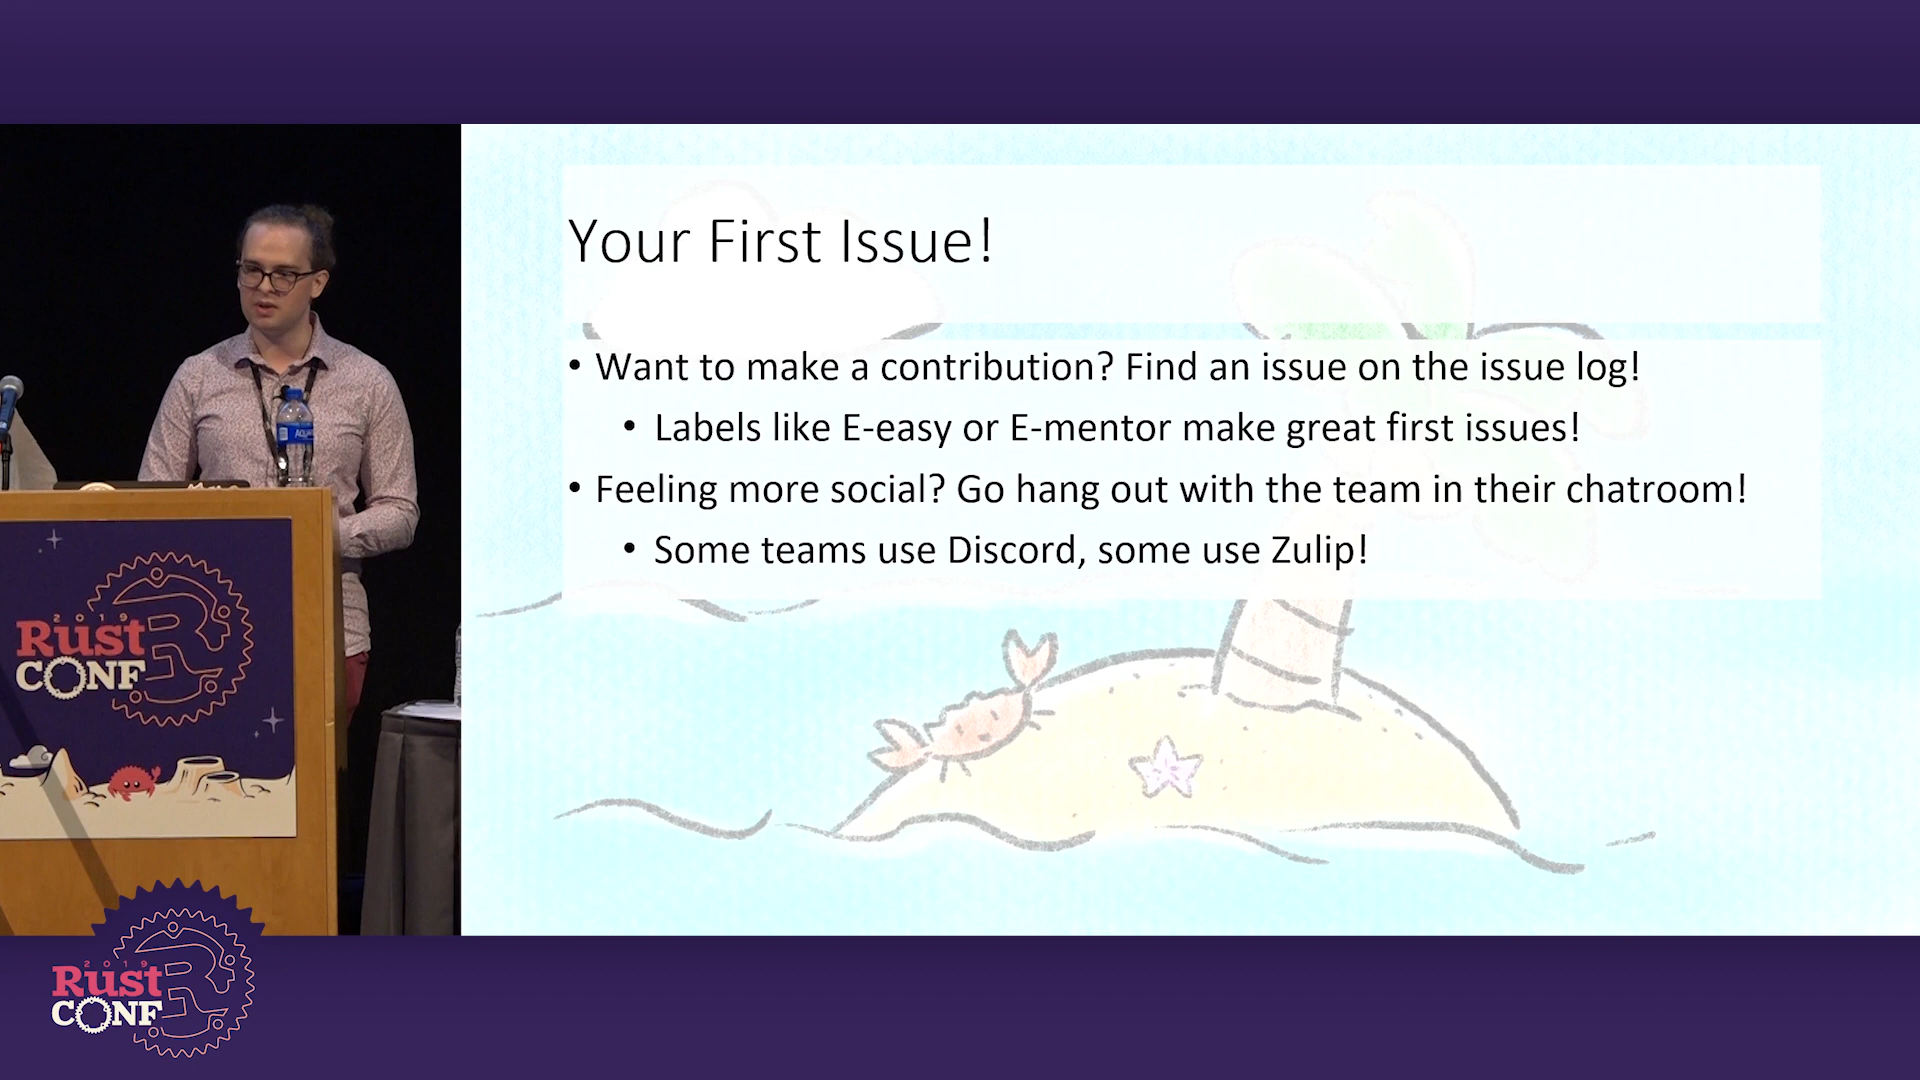 Your First Issue!
• Want to make a contribution? Find an issue on the issue log!
• Labels like E-easy or E-mentor make great first issues!
• Feeling more social? Go hang out with the team in their chatroom!
• Some teams use Discord, some use Zulip!
2019
Rust
CONF
2019
Rust
CONF